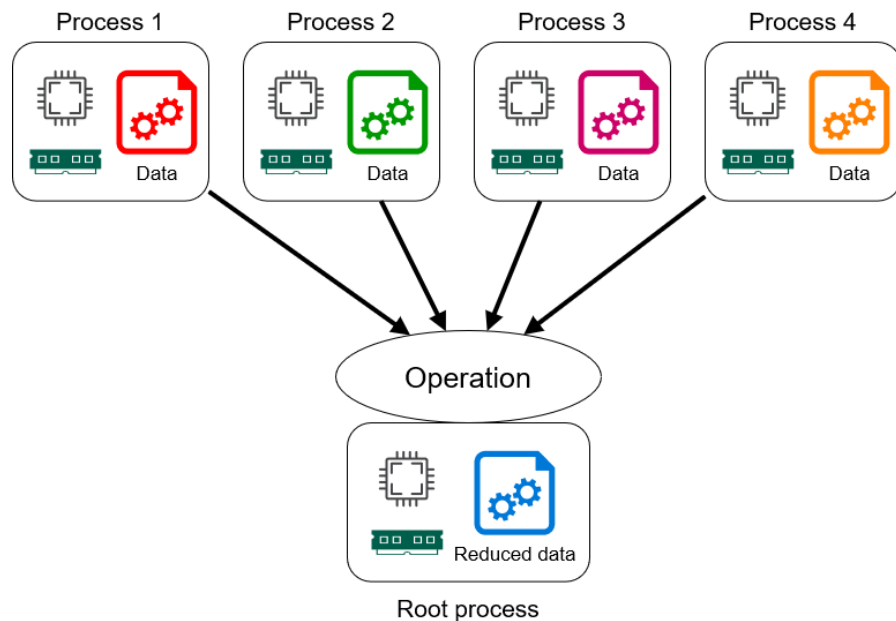 Process 1
Process 2
Process 3
Process 4
Data
Data
Data
Data
Operation
Reduced data
Root process